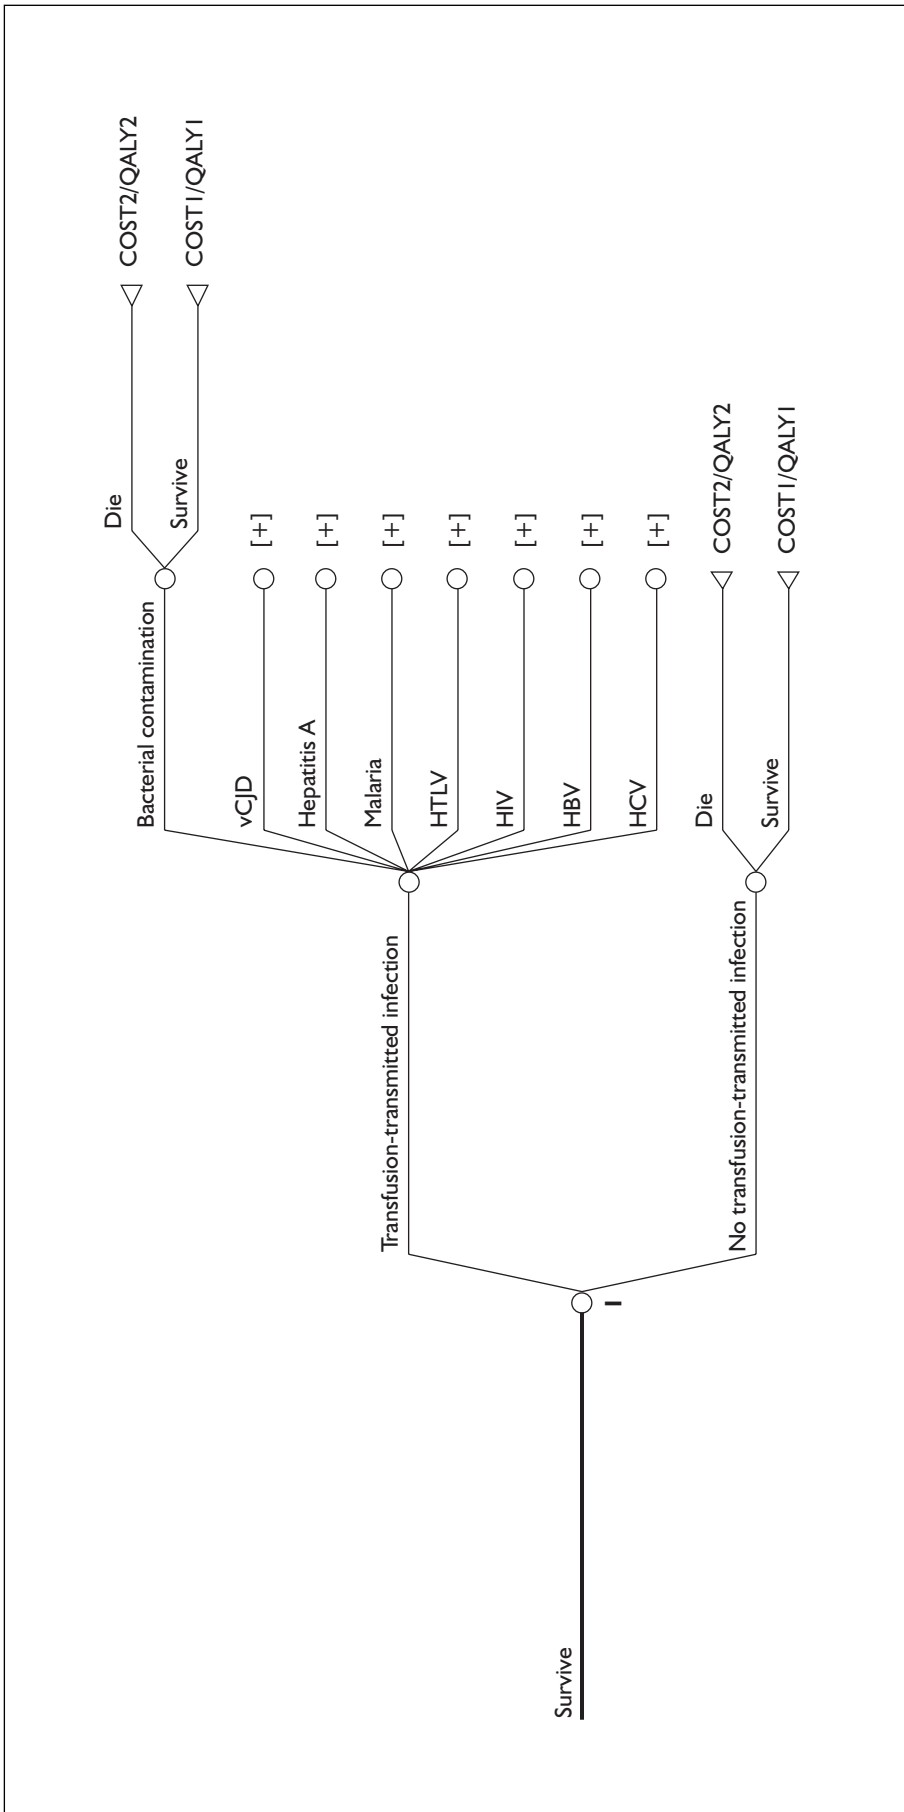 Survive
1
Transfusion-transmitted infection
Bacterial contamination
Die
COST2/QALY2
Survive
COST1/QALY1
vCJD
[+]
Hepatitis A
[+]
Malaria
[+]
HTLV
[+]
HIV
[+]
HBV
[+]
HCV
[+]
No transfusion-transmitted infection
Die
COST2/QALY2
Survive
COST1/QALY1